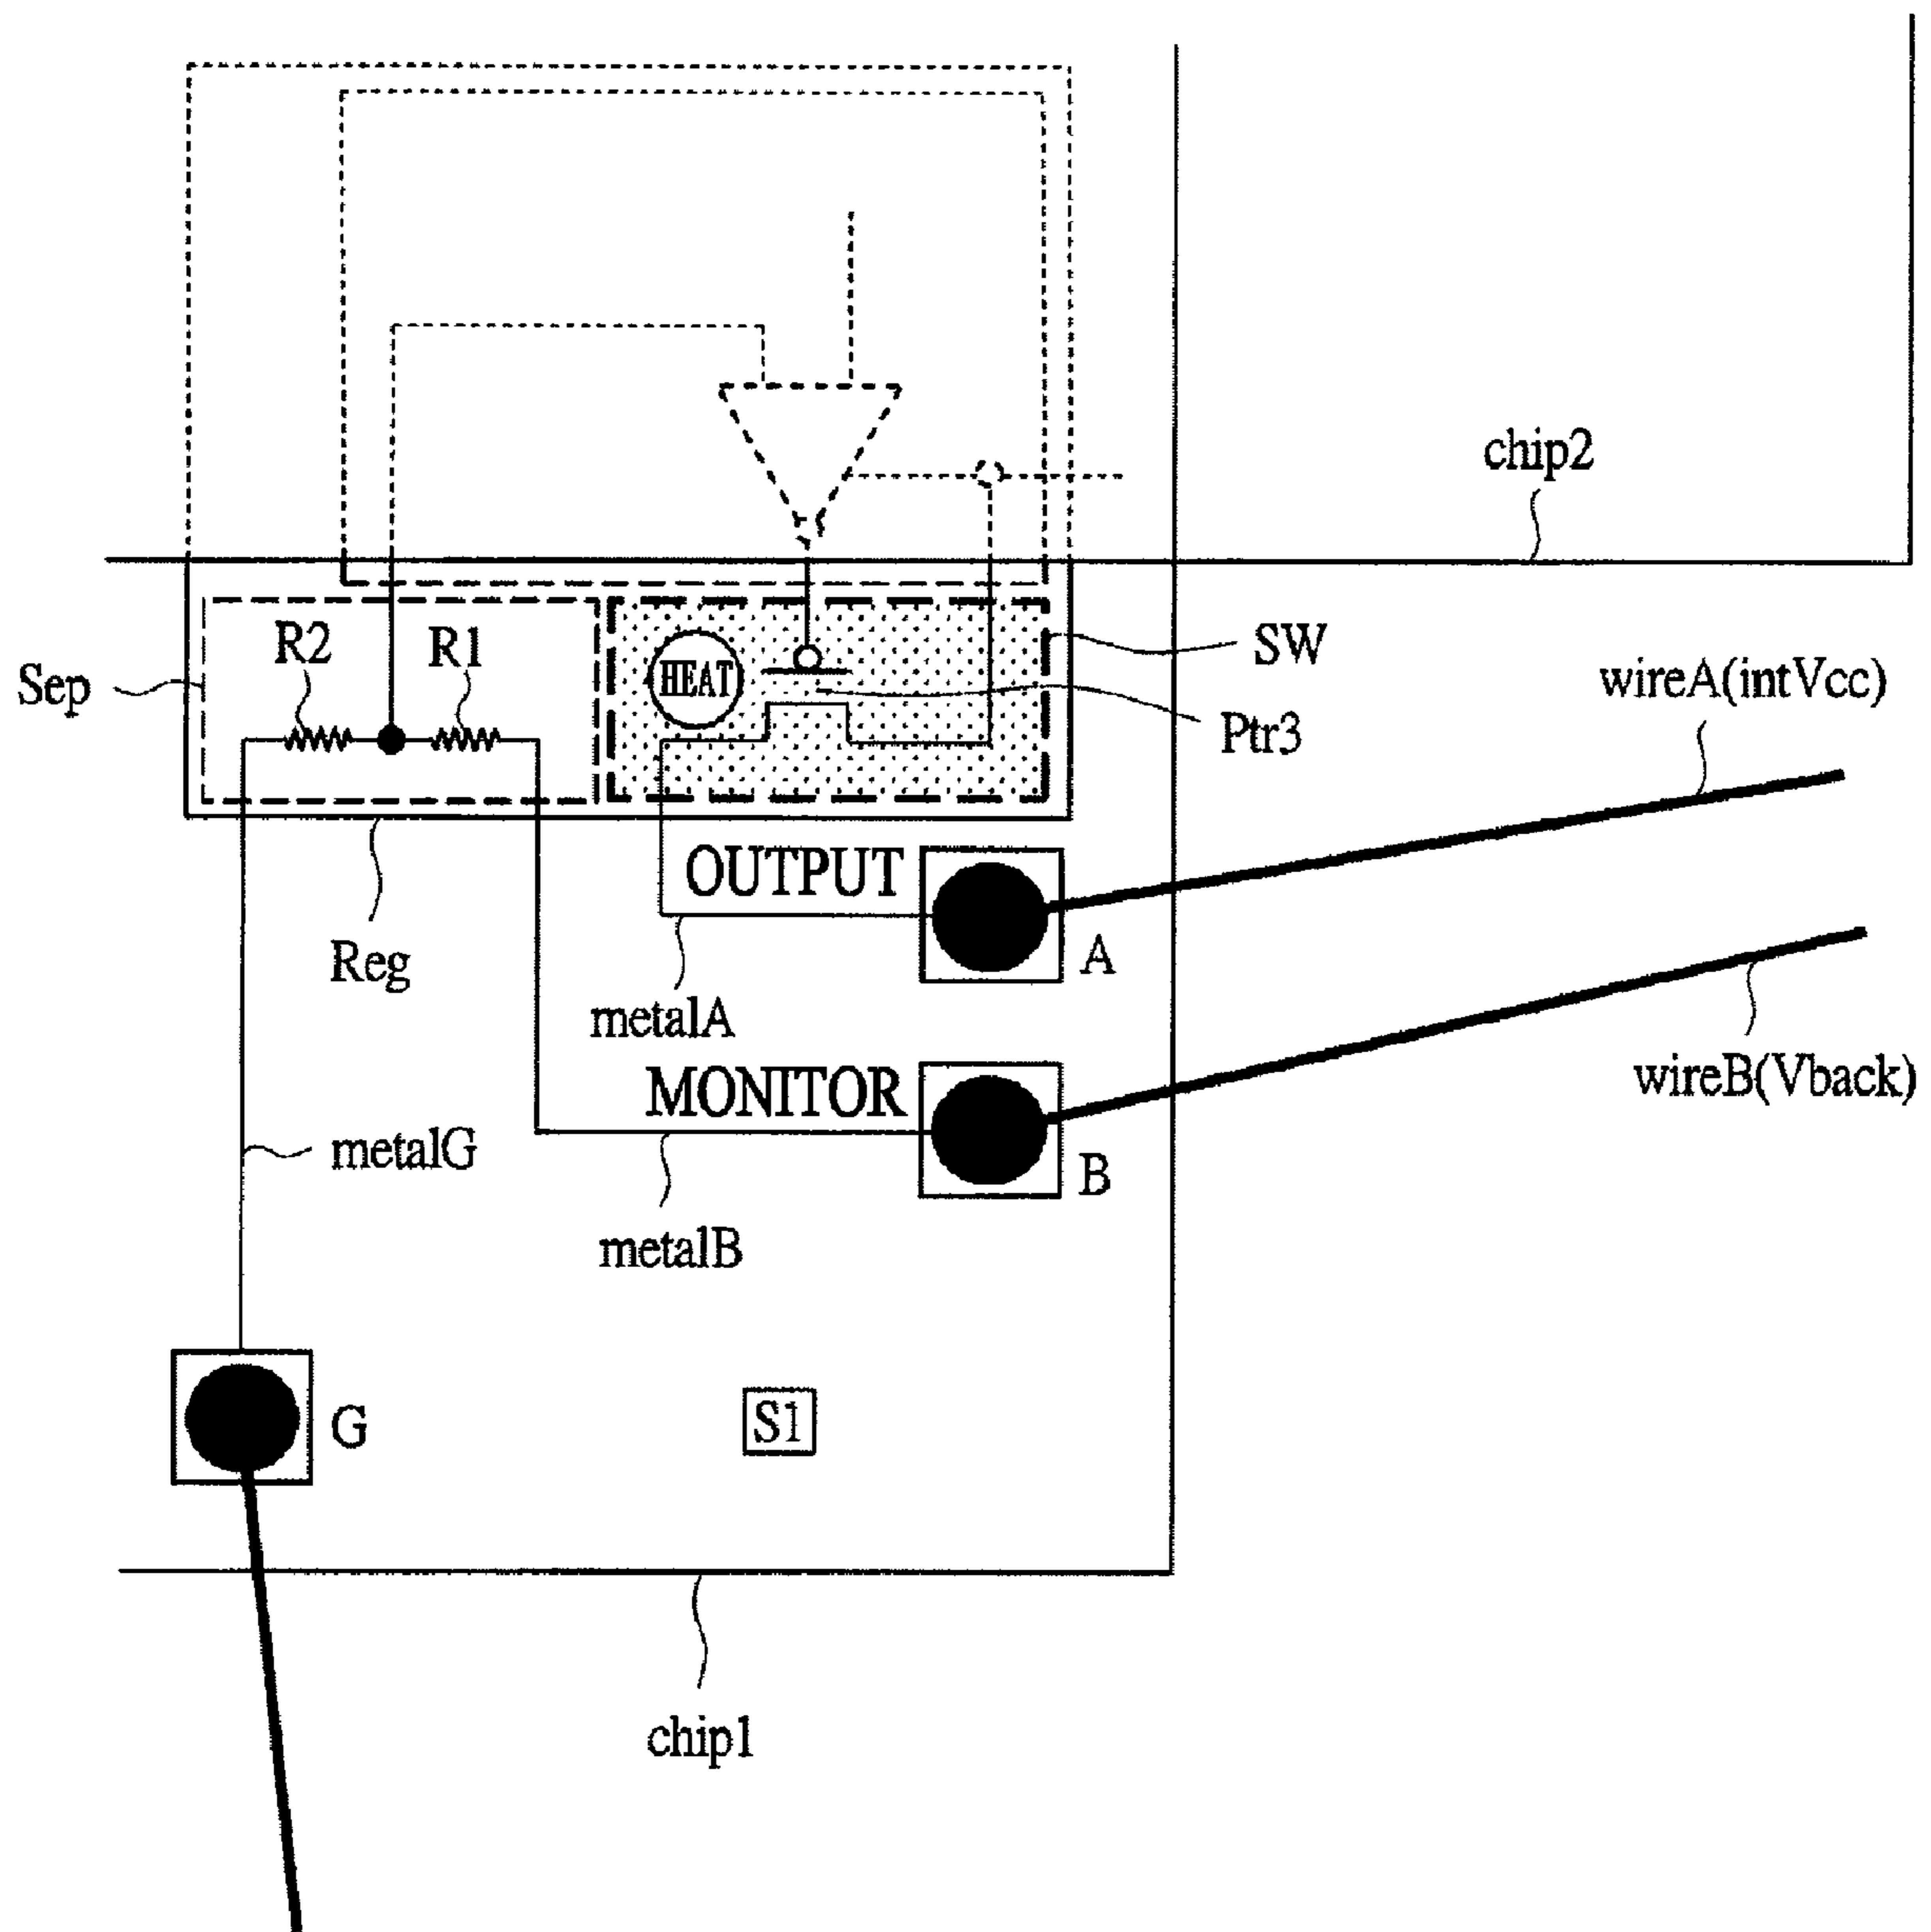 chip2
R2
R1
Sep
HEAT
SW
Ptr3
wireA(intVcc)
OUTPUT
A
Reg
metalA
MONITOR
B
wireB(Vback)
metalG
metalB
G
S1
chip1